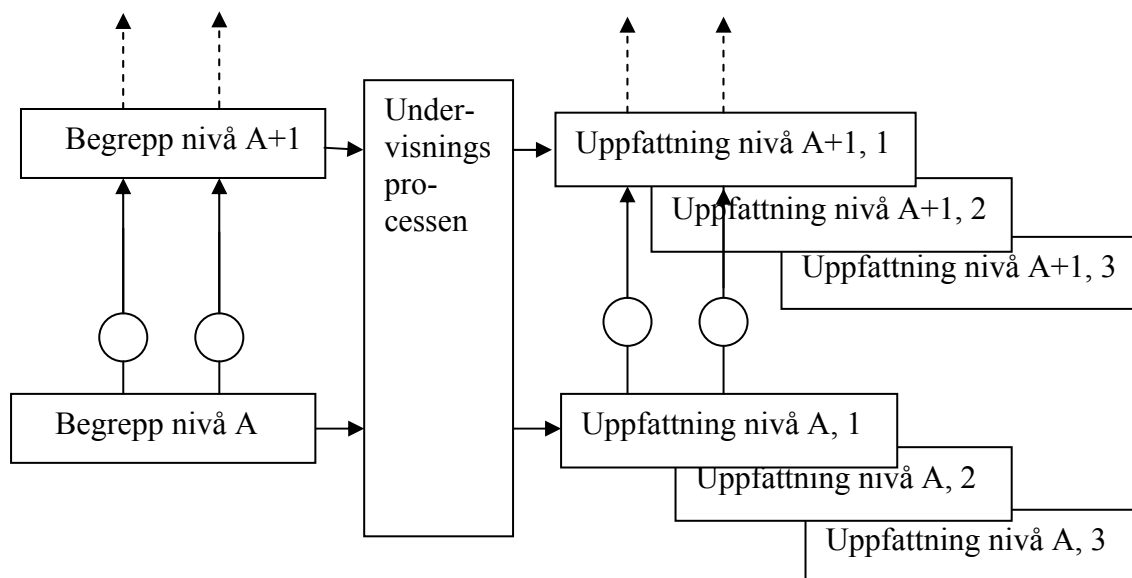 Begrepp nivå A+1
Under-
visnings
pro-
cessen
Uppfattning nivå A+1, 1
Uppfattning nivå A+1, 2
Uppfattning nivå A+1, 3
Begrepp nivå A
Uppfattning nivå A, 1
Uppfattning nivå A, 2
Uppfattning nivå A, 3